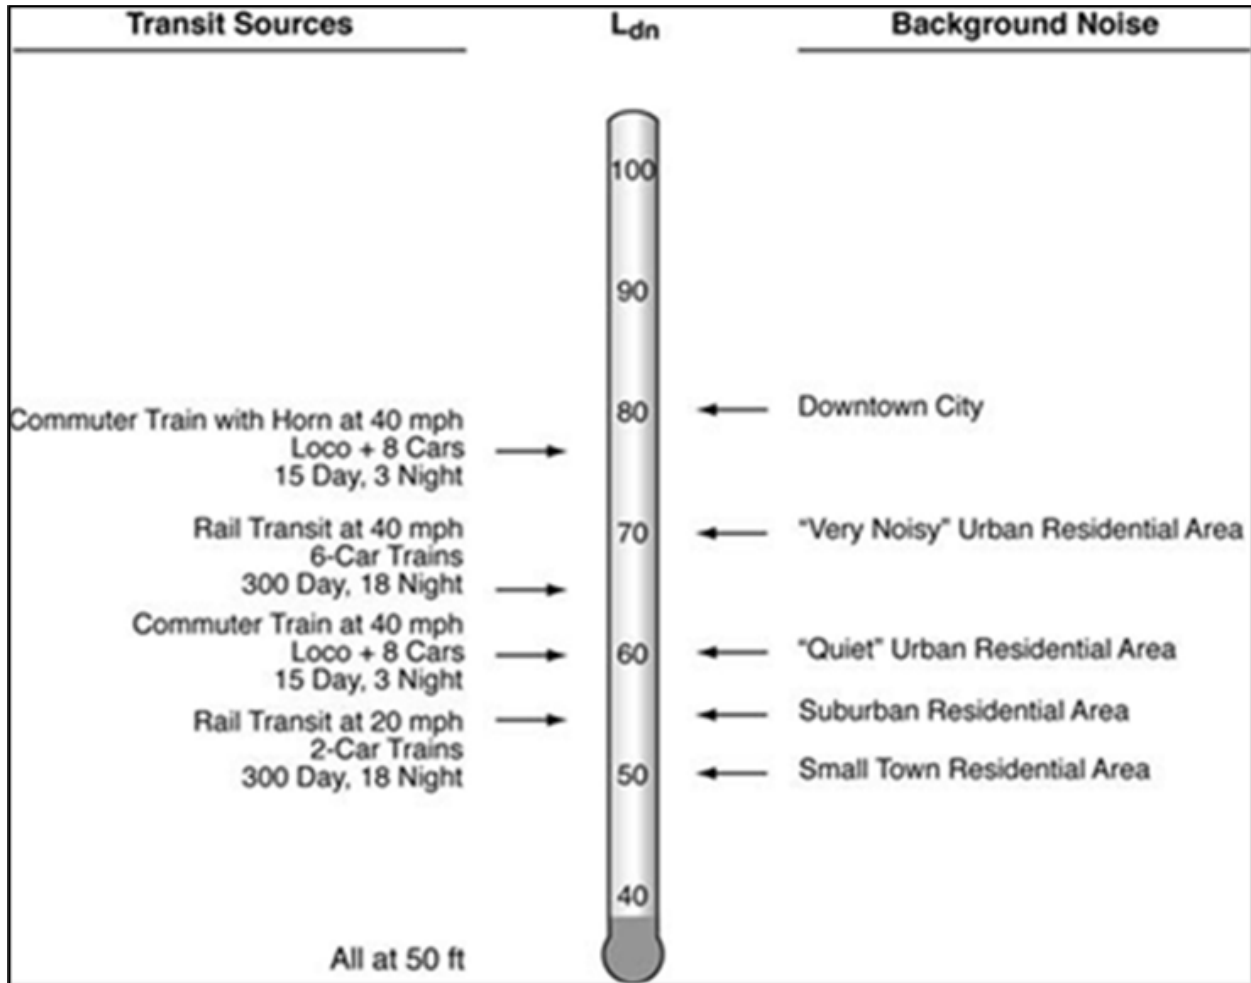 Transit Sources
Ldn
Background Noise
100
90
80
70
60
50
40
Commuter Train with Horn at 40 mph
Loco + 8 Cars
15 Day, 3 Night
Rail Transit at 40 mph
6-Car Trains
300 Day, 18 Night
Commuter Train at 40 mph
Loco + 8 Cars
15 Day, 3 Night
Rail Transit at 20 mph
2-Car Trains
300 Day, 18 Night
All at 50 ft
Downtown City
“Very Noisy” Urban Residential Area
“Quiet” Urban Residential Area
Suburban Residential Area
Small Town Residential Area